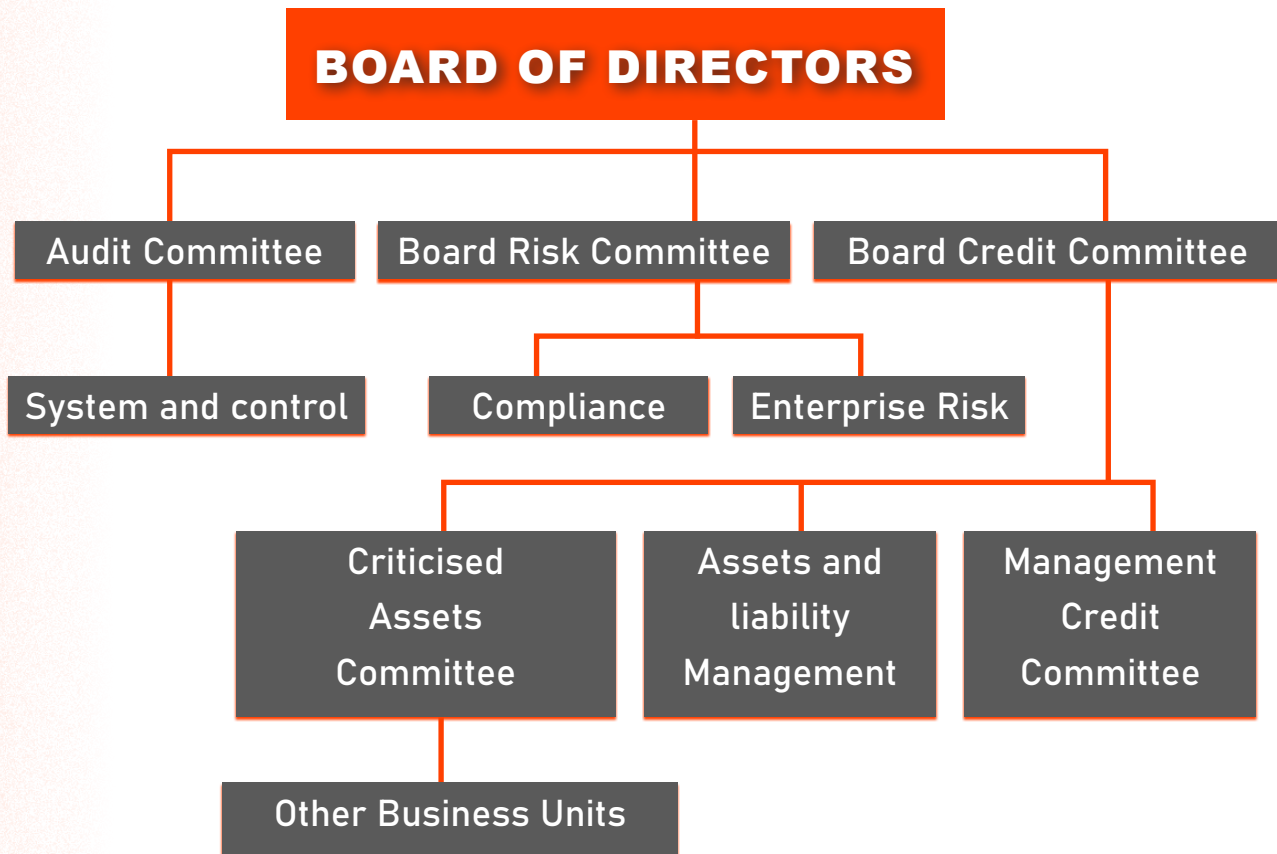 BOARD OF DIRECTORS
Audit Committee
Board Risk Committee
Board Credit Committee
System and control
Compliance
Enterprise Risk
Criticised
Assets
Committee
Assets and
liability
Management
Management
Credit
Committee
Other Business Units